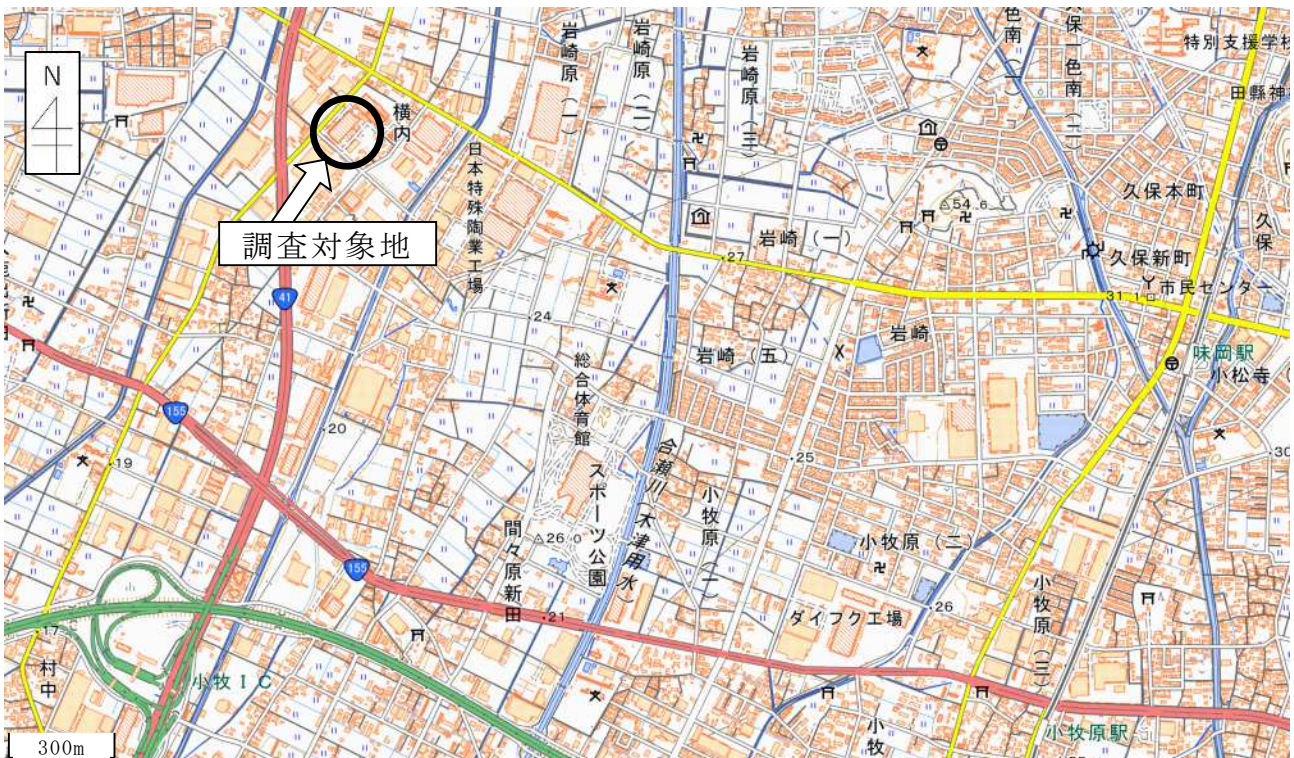 N
調査対象地
300m
岩崎原（一）
岩崎原（二）
岩崎原（三）
久保一色南（二）
特別支援学校
田縣神社
横内
日本特殊陶業工場
54.6
久保本町
久保
岩崎（一）
27
久保新町
市民センター
31.1
41
24
岩崎
岩崎（五）
味岡駅
小松寺
総合体育館
155
20
19
25
30
スポーツ公園
合瀬川（木津用水）
小牧原（一）
26.0
小牧原（二）
間々原新田
155
21
ダイフク工場
26
小牧原（三）
17
村中
小牧IC
小牧
小牧原駅